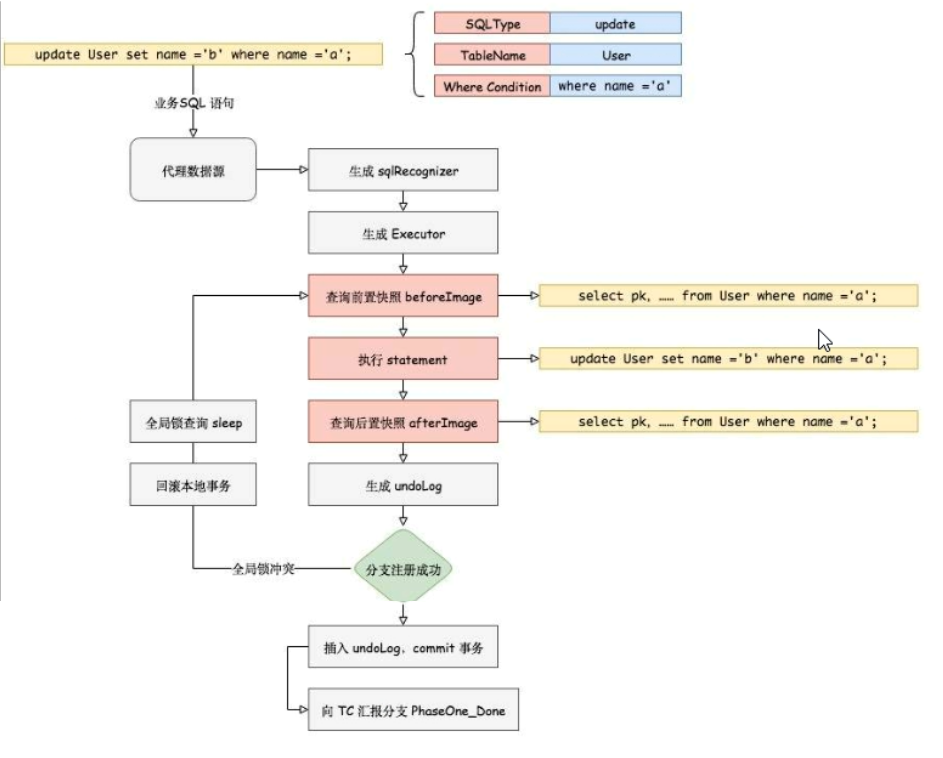 SQLType update
update User set name ='b' where name ='a';
TableName User
Where Condition where name ='a'
业务SQL 语句
代理数据源
生成 sqlRecognizer
生成 Executor
查询前置快照 beforeImage
select pk, …… from User where name ='a';
执行 statement
update User set name ='b' where name ='a';
全局锁查询 sleep
查询后置快照 afterImage
select pk, …… from User where name ='a';
回滚本地事务
生成 undoLog
全局锁冲突
分支注册成功
插入 undoLog、commit 事务
向 TC 汇报分支 PhaseOne_Done